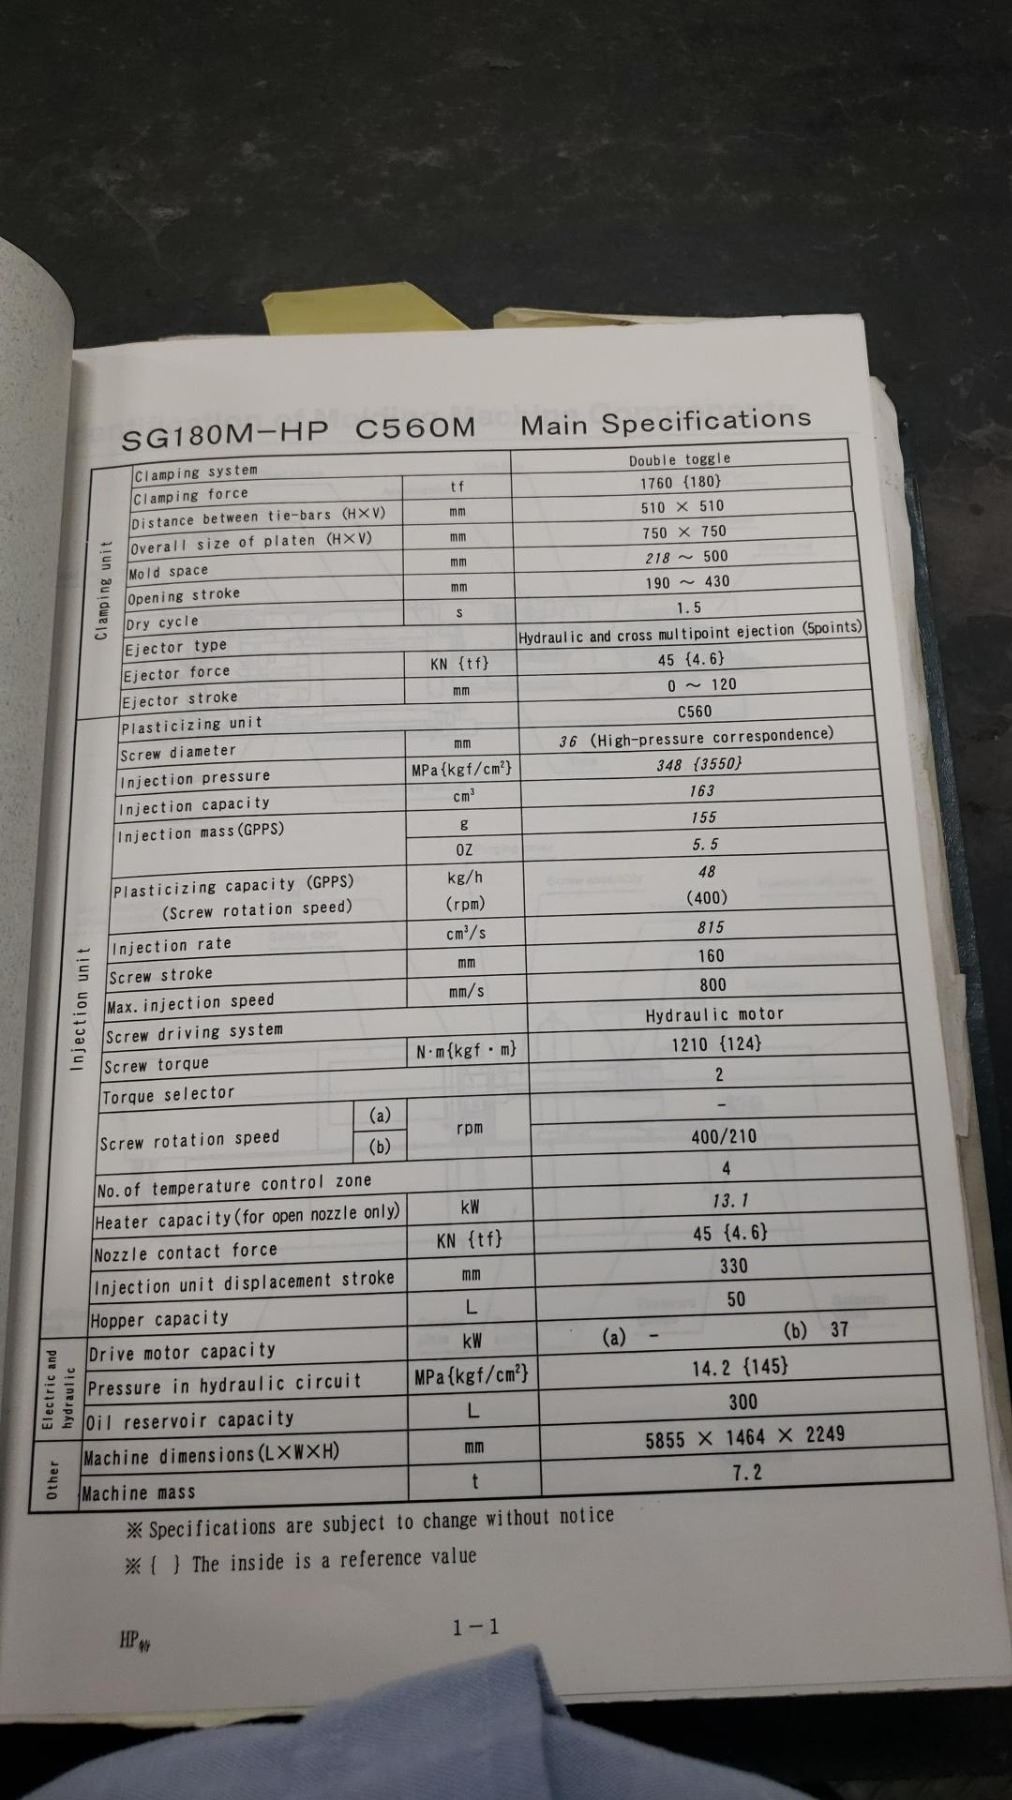 SG180M-HP C560M Main Specifications
Clamping unit
Clamping system Double toggle
Clamping force tf 1760 {180}
Distance between tie-bars (H×V) mm 510 × 510
Overall size of platen (H×V) mm 750 × 750
Mold space mm 218 ～ 500
Opening stroke mm 190 ～ 430
Dry cycle s 1.5
Ejector type Hydraulic and cross multipoint ejection (5points)
Ejector force KN {tf} 45 {4.6}
Ejector stroke mm 0 ～ 120
Injection unit
Plasticizing unit C560
Screw diameter mm 36 (High-pressure correspondence)
Injection pressure MPa{kgf/cm²} 348 {3550}
Injection capacity cm³ 163
Injection mass(GPPS) g 155
OZ 5.5
Plasticizing capacity (GPPS) kg/h 48
(Screw rotation speed) (rpm) (400)
Injection rate cm³/s 815
Screw stroke mm 160
Max. injection speed mm/s 800
Screw driving system Hydraulic motor
Screw torque N·m{kgf·m} 1210 {124}
Torque selector 2
Screw rotation speed (a) rpm -
(b) 400/210
No. of temperature control zone 4
Heater capacity(for open nozzle only) kW 13.1
Nozzle contact force KN {tf} 45 {4.6}
Injection unit displacement stroke mm 330
Hopper capacity L 50
Electric and hydraulic
Drive motor capacity kW (a) - (b) 37
Pressure in hydraulic circuit MPa{kgf/cm²} 14.2 {145}
Oil reservoir capacity L 300
Other
Machine dimensions(L×W×H) mm 5855 × 1464 × 2249
Machine mass t 7.2
※ Specifications are subject to change without notice
※ { } The inside is a reference value
HP
1-1